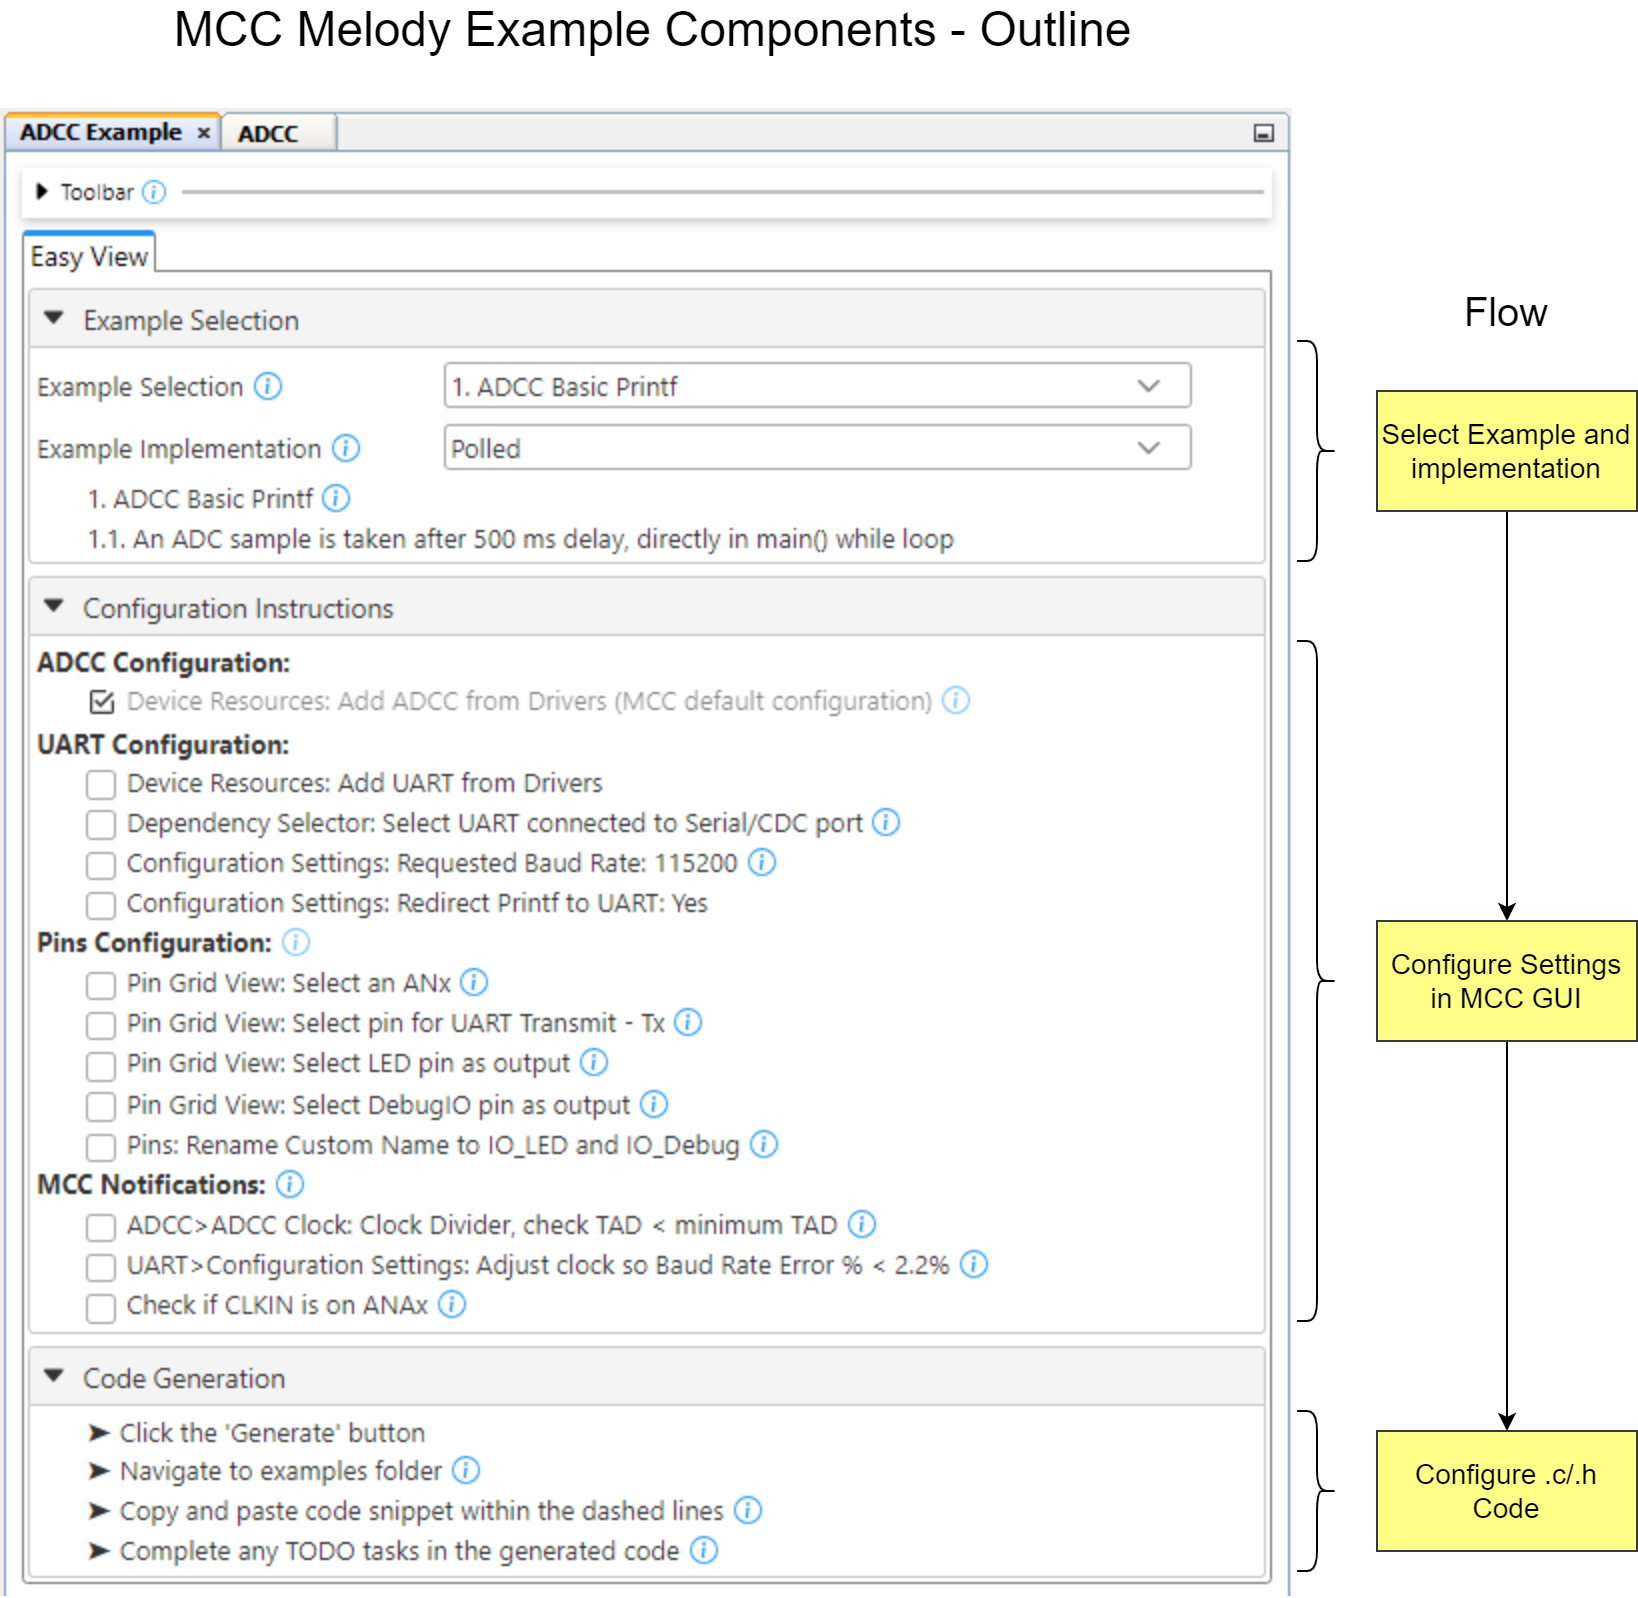 MCC Melody Example Components - Outline
ADCC Example × ADCC
Toolbar
Easy View
Example Selection
Example Selection 1. ADCC Basic Printf
Example Implementation Polled
1. ADCC Basic Printf
1.1. An ADC sample is taken after 500 ms delay, directly in main() while loop
Configuration Instructions
ADCC Configuration:
Device Resources: Add ADCC from Drivers (MCC default configuration)
UART Configuration:
Device Resources: Add UART from Drivers
Dependency Selector: Select UART connected to Serial/CDC port
Configuration Settings: Requested Baud Rate: 115200
Configuration Settings: Redirect Printf to UART: Yes
Pins Configuration:
Pin Grid View: Select an ANx
Pin Grid View: Select pin for UART Transmit - Tx
Pin Grid View: Select LED pin as output
Pin Grid View: Select DebugIO pin as output
Pins: Rename Custom Name to IO_LED and IO_Debug
MCC Notifications:
ADCC>ADCC Clock: Clock Divider, check TAD < minimum TAD
UART>Configuration Settings: Adjust clock so Baud Rate Error % < 2.2%
Check if CLKIN is on ANAx
Code Generation
➤ Click the 'Generate' button
➤ Navigate to examples folder
➤ Copy and paste code snippet within the dashed lines
➤ Complete any TODO tasks in the generated code
Flow
Select Example and
implementation
Configure Settings
in MCC GUI
Configure .c/.h
Code